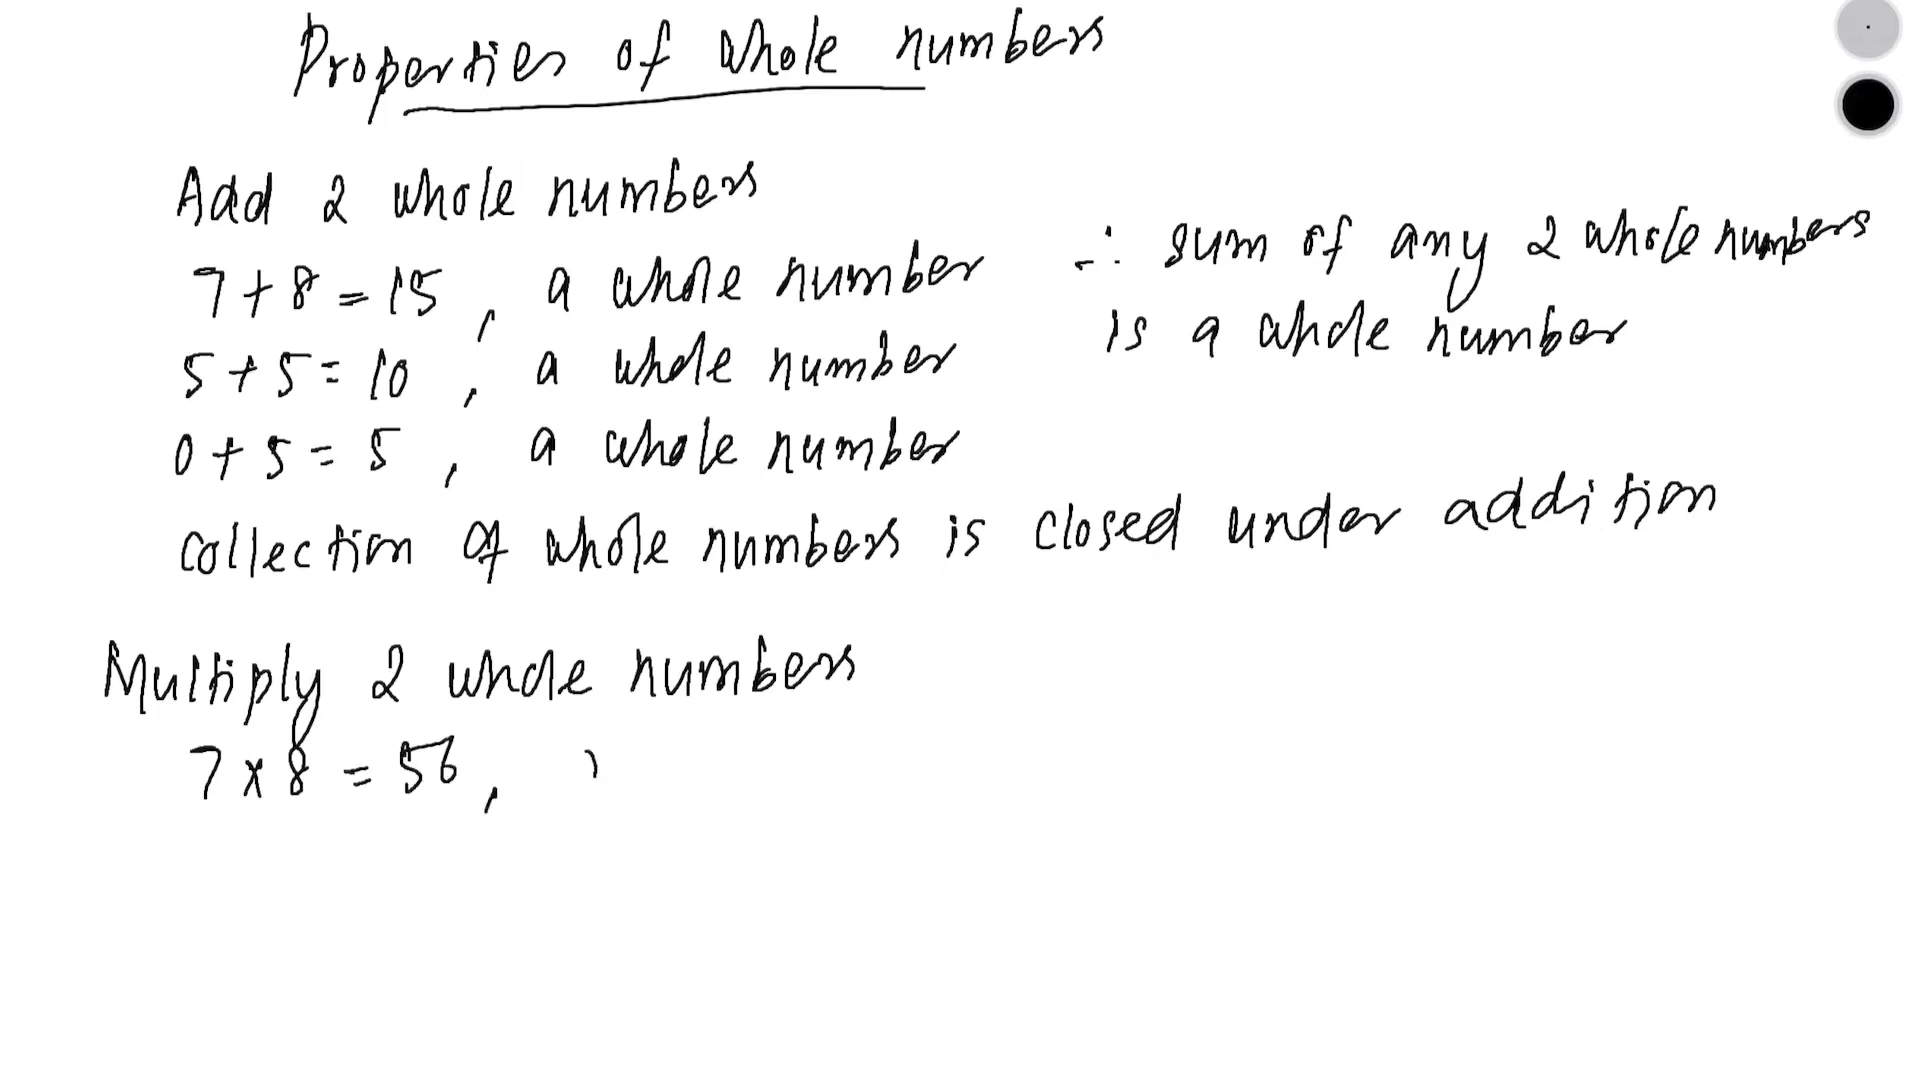 Properties of whole numbers
Add 2 whole numbers
7 + 8 = 15 , a whole number
5 + 5 = 10 , a whole number
0 + 5 = 5 , a whole number
∴ sum of any 2 whole numbers
is a whole number
collection of whole numbers is closed under addition
Multiply 2 whole numbers
7 × 8 = 56 ,